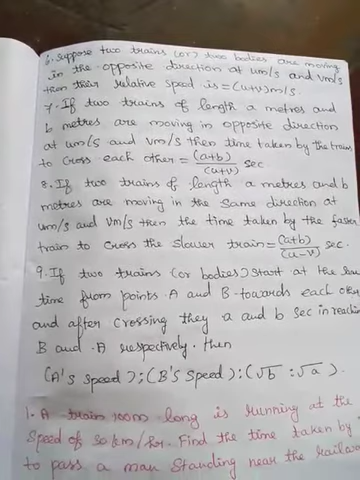 6. Suppose two trains (or) two bodies are moving
in the opposite direction at um/s and vm/s
then their relative speed is = (u+v)m/s.
7. If two trains of length a metres and
b metres are moving in opposite direction
at um/s and vm/s then time taken by the trains
to cross each other = (a+b)/(u+v) sec
8. If two trains of length a metres and b
metres are moving in the same direction at
um/s and vm/s then the time taken by the faster
train to cross the slower train = (a+b)/(u-v) sec.
9. If two trains (or bodies) start at the
time from points A and B towards each other
and after crossing they a and b sec in reaching
B and A respectively. then
(A's speed) : (B's speed) : (√b : √a).
1. A train 100m long is running at the
speed of 30 km/hr. Find the time taken by
to pass a man standing near the railway